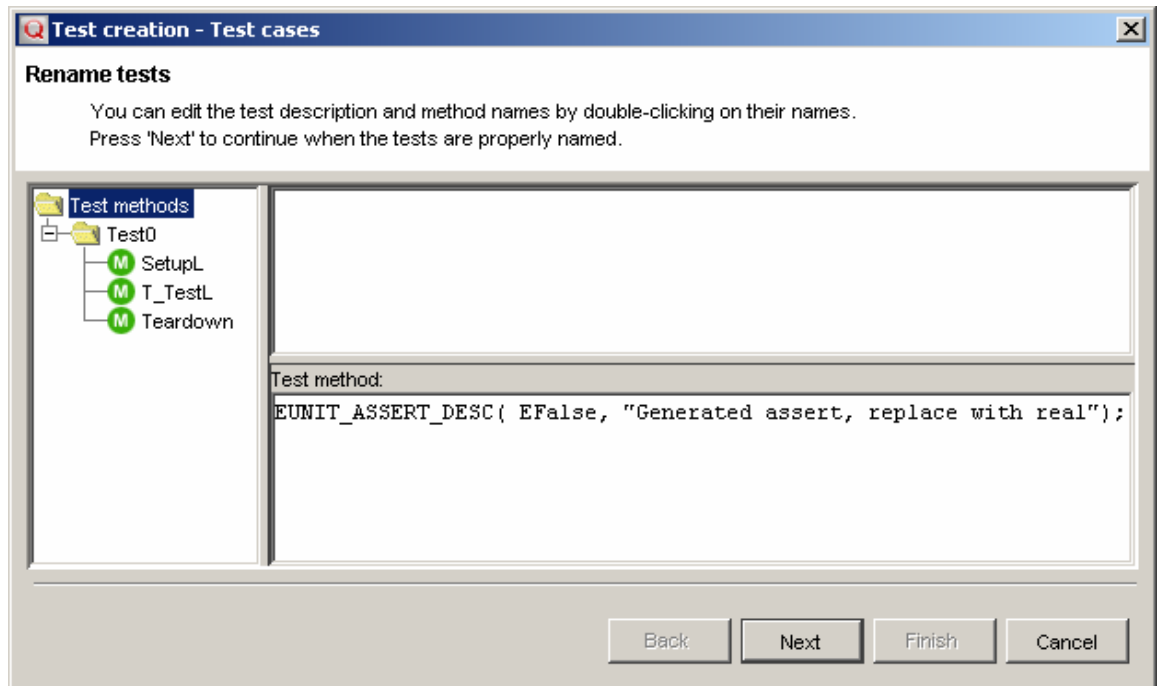 Test creation - Test cases
Rename tests
You can edit the test description and method names by double-clicking on their names.
Press 'Next' to continue when the tests are properly named.
Test methods
Test0
M SetupL
M T_TestL
M Teardown
Test method:
EUNIT_ASSERT_DESC( EFalse, "Generated assert, replace with real");
Back Next Finish Cancel